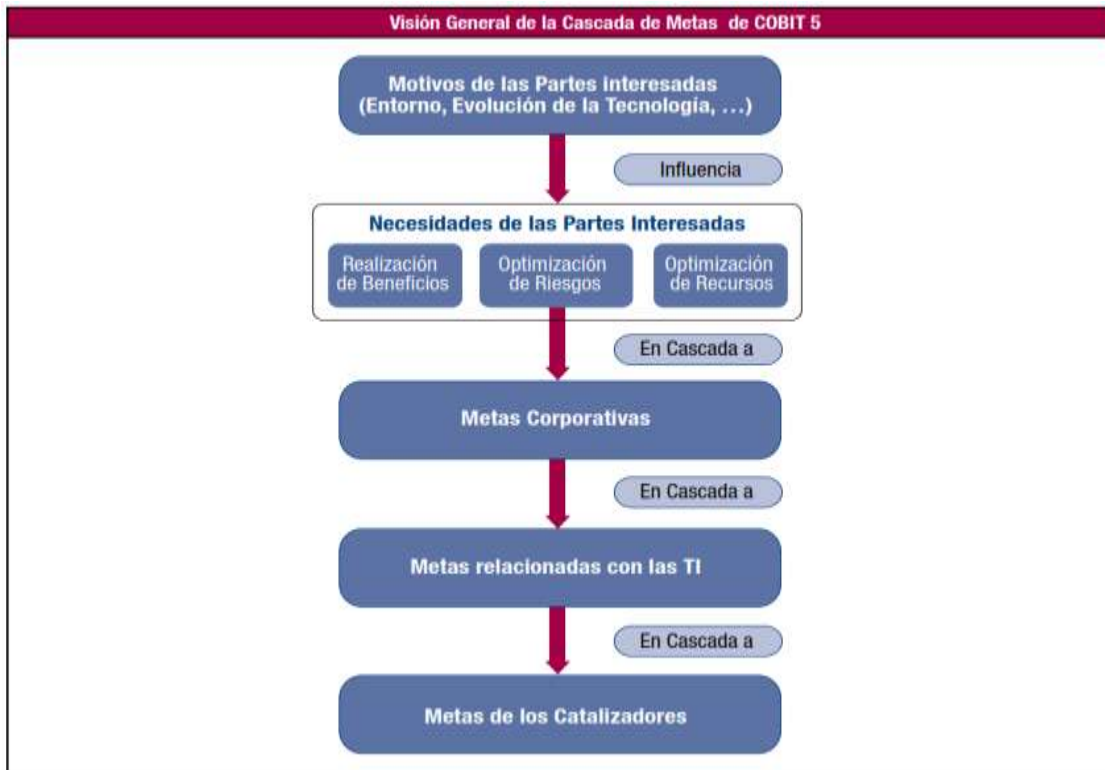 Visión General de la Cascada de Metas de COBIT 5
Motivos de las Partes interesadas
(Entorno, Evolución de la Tecnología, …)
Influencia
Necesidades de las Partes Interesadas
Realización
de Beneficios
Optimización
de Riesgos
Optimización
de Recursos
En Cascada a
Metas Corporativas
En Cascada a
Metas relacionadas con las TI
En Cascada a
Metas de los Catalizadores